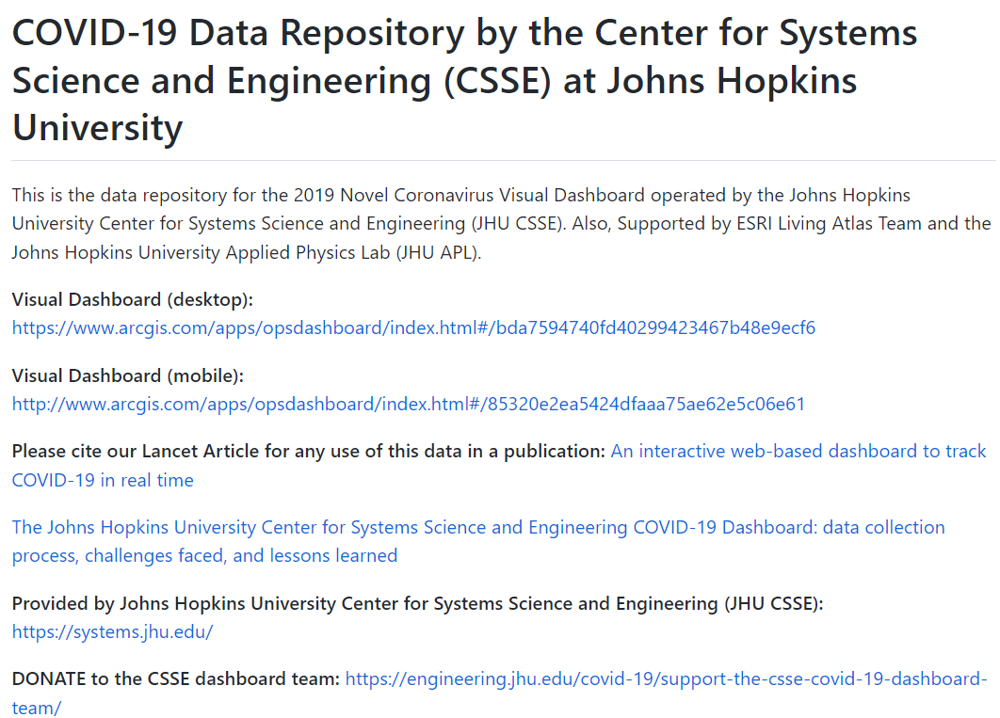 COVID-19 Data Repository by the Center for Systems
Science and Engineering (CSSE) at Johns Hopkins
University
This is the data repository for the 2019 Novel Coronavirus Visual Dashboard operated by the Johns Hopkins
University Center for Systems Science and Engineering (JHU CSSE). Also, Supported by ESRI Living Atlas Team and the
Johns Hopkins University Applied Physics Lab (JHU APL).
Visual Dashboard (desktop):
https://www.arcgis.com/apps/opsdashboard/index.html#/bda7594740fd40299423467b48e9ecf6
Visual Dashboard (mobile):
http://www.arcgis.com/apps/opsdashboard/index.html#/85320e2ea5424dfaaa75ae62e5c06e61
Please cite our Lancet Article for any use of this data in a publication: An interactive web-based dashboard to track
COVID-19 in real time
The Johns Hopkins University Center for Systems Science and Engineering COVID-19 Dashboard: data collection
process, challenges faced, and lessons learned
Provided by Johns Hopkins University Center for Systems Science and Engineering (JHU CSSE):
https://systems.jhu.edu/
DONATE to the CSSE dashboard team: https://engineering.jhu.edu/covid-19/support-the-csse-covid-19-dashboard-
team/